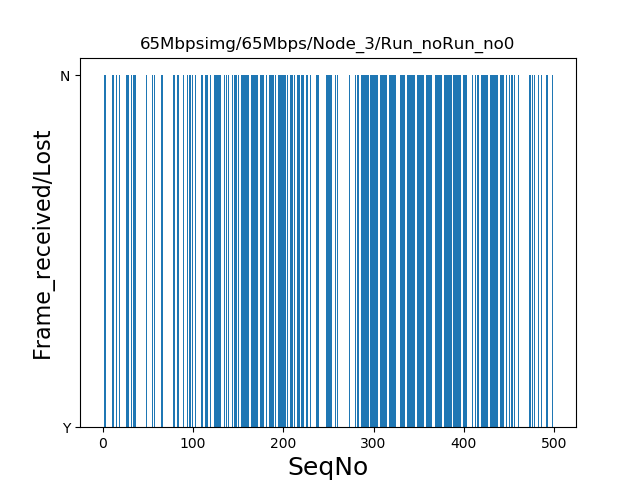 65Mbpsimg/65Mbps/Node_3/Run_noRun_no0
N
Frame_received/Lost
Y
0 100 200 300 400 500
SeqNo